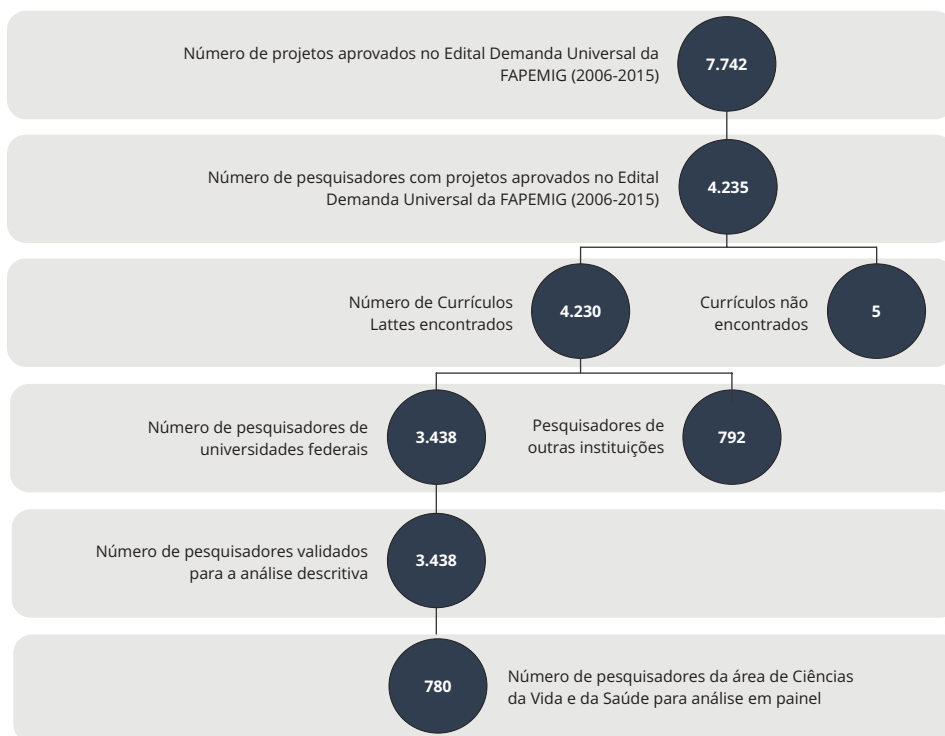 Número de projetos aprovados no Edital Demanda Universal da
FAPEMIG (2006-2015)
7.742
Número de pesquisadores com projetos aprovados no Edital
Demanda Universal da FAPEMIG (2006-2015)
4.235
Número de Currículos
Lattes encontrados
4.230
Currículos não
encontrados
5
Número de pesquisadores de
universidades federais
3.438
Pesquisadores de
outras instituições
792
Número de pesquisadores validados
para a análise descritiva
3.438
780
Número de pesquisadores da área de Ciências
da Vida e da Saúde para análise em painel